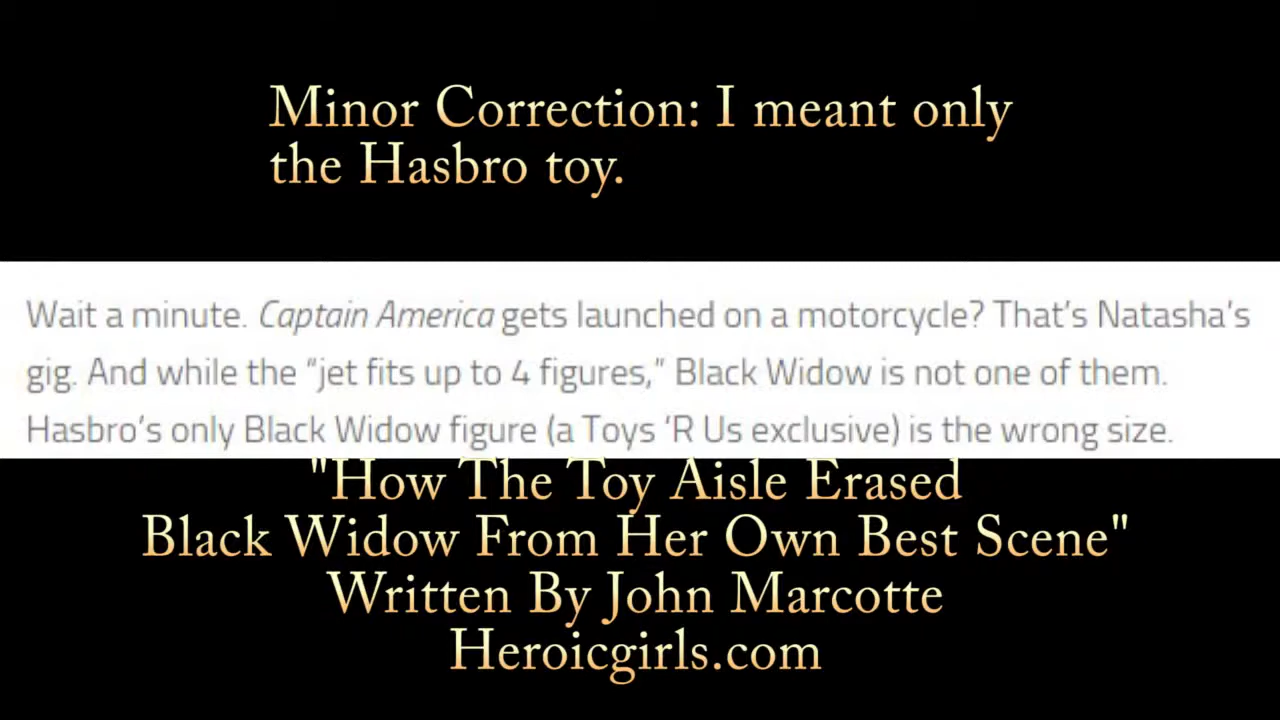 Minor Correction: I meant only
the Hasbro toy.
Wait a minute. Captain America gets launched on a motorcycle? That's Natasha's
gig. And while the “jet fits up to 4 figures,” Black Widow is not one of them.
Hasbro's only Black Widow figure (a Toys ‘R Us exclusive) is the wrong size.
"How The Toy Aisle Erased
Black Widow From Her Own Best Scene"
Written By John Marcotte
Heroicgirls.com